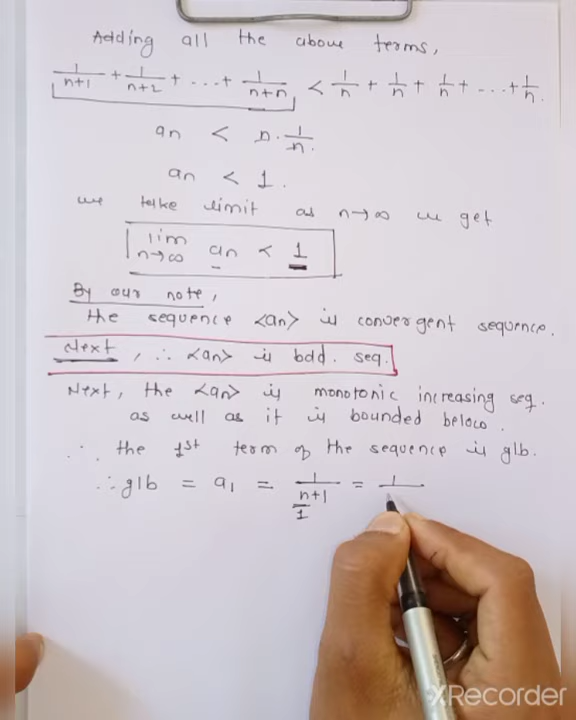 Adding all the above terms,
1/n+1 + 1/n+2 + ... + 1/n+n < 1/n + 1/n + 1/n + ... + 1/n.
an < n. 1/n.
an < 1.
we take limit as n→∞ we get
lim n→∞ an < 1
By our note,
the sequence <an> is convergent sequence.
Next, ∴ <an> is bdd. seq.
Next, the <an> is monotonic increasing seq.
as well as it is bounded below.
∴ the 1st term of the sequence is glb.
∴ glb = a1 = 1/n+1 = 1/
1
XRecorder